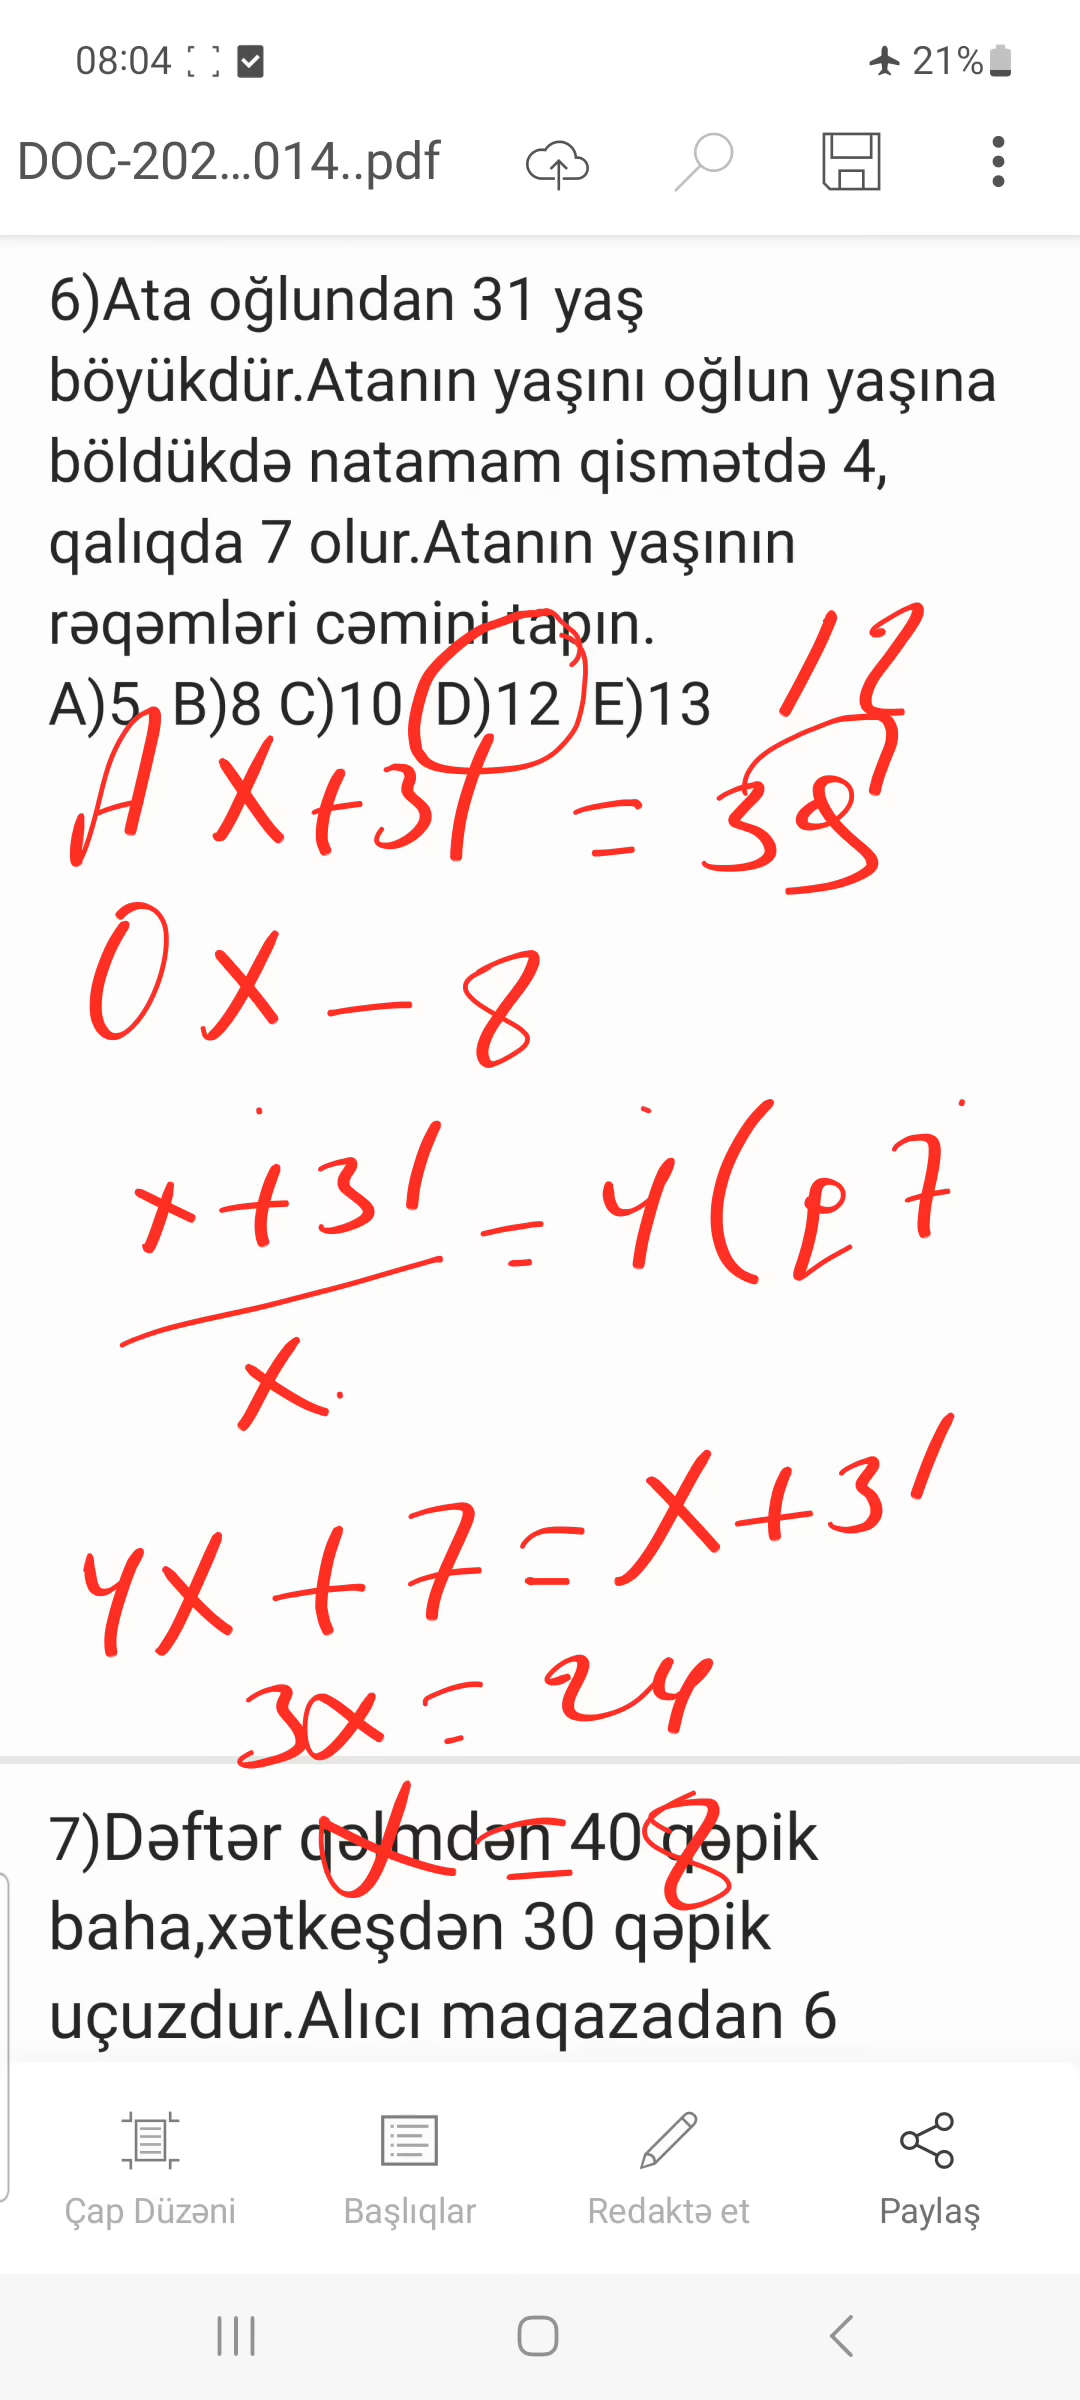 08:04 21%
DOC-202...014..pdf
6)Ata oğlundan 31 yaş
böyükdür.Atanın yaşını oğlun yaşına
böldükdə natamam qismətdə 4,
qalıqda 7 olur.Atanın yaşının
rəqəmləri cəmini tapın.
12
A)5 B)8 C)10 D)12 E)13
A x+31 = 39
O x - 8
x+31 = 4 (q 7
x
4x + 7 = x+31
3x = 24
x = 8
7)Dəftər qəlmdən 40 qəpik
baha,xətkeşdən 30 qəpik
uçuzdur.Alıcı maqazadan 6
Çap Düzəni Başlıqlar Redaktə et Paylaş